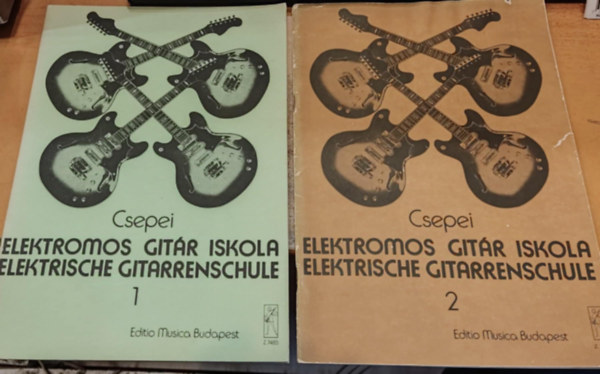 Csepei
ELEKTROMOS GITÁR ISKOLA
ELEKTRISCHE GITARRENSCHULE
1
Editio Musica Budapest
Csepei
ELEKTROMOS GITÁR ISKOLA
ELEKTRISCHE GITARRENSCHULE
2
Editio Musica Budapest